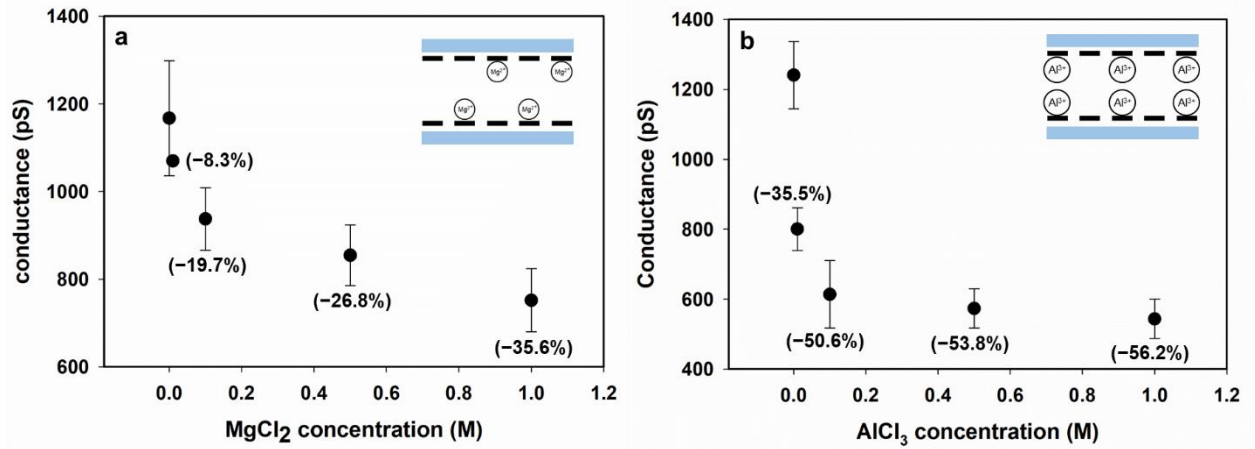 a
1400
1200
1000
800
600
conductance (pS)
Mg²⁺ Mg²⁺
Mg²⁺ Mg²⁺
(−8.3%)
(−19.7%)
(−26.8%)
(−35.6%)
0.0 0.2 0.4 0.6 0.8 1.0 1.2
MgCl₂ concentration (M)
b
1400
1200
1000
800
600
400
Conductance (pS)
Al³⁺ Al³⁺ Al³⁺
Al³⁺ Al³⁺ Al³⁺
(−35.5%)
(−50.6%)
(−53.8%)
(−56.2%)
0.0 0.2 0.4 0.6 0.8 1.0 1.2
AlCl₃ concentration (M)